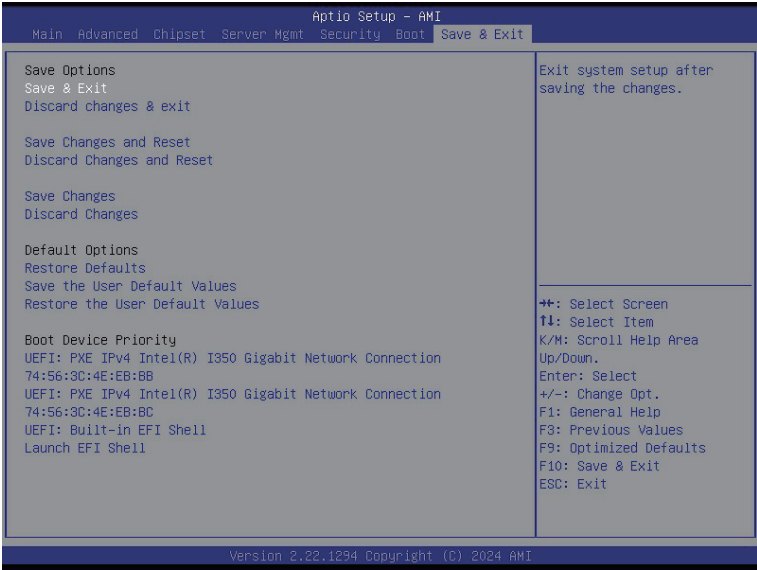 Aptio Setup - AMI
Main Advanced Chipset Server Mgmt Security Boot Save & Exit
Save Options
Save & Exit
Discard changes & exit
Save Changes and Reset
Discard Changes and Reset
Save Changes
Discard Changes
Default Options
Restore Defaults
Save the User Default Values
Restore the User Default Values
Boot Device Priority
UEFI: PXE IPv4 Intel(R) I350 Gigabit Network Connection
74:56:3C:4E:EB:BB
UEFI: PXE IPv4 Intel(R) I350 Gigabit Network Connection
74:56:3C:4E:EB:BC
UEFI: Built-in EFI Shell
Launch EFI Shell
Exit system setup after
saving the changes.
→←: Select Screen
↑↓: Select Item
K/M: Scroll Help Area
Up/Down.
Enter: Select
+/-: Change Opt.
F1: General Help
F3: Previous Values
F9: Optimized Defaults
F10: Save & Exit
ESC: Exit
Version 2.22.1294 Copyright (C) 2024 AMI